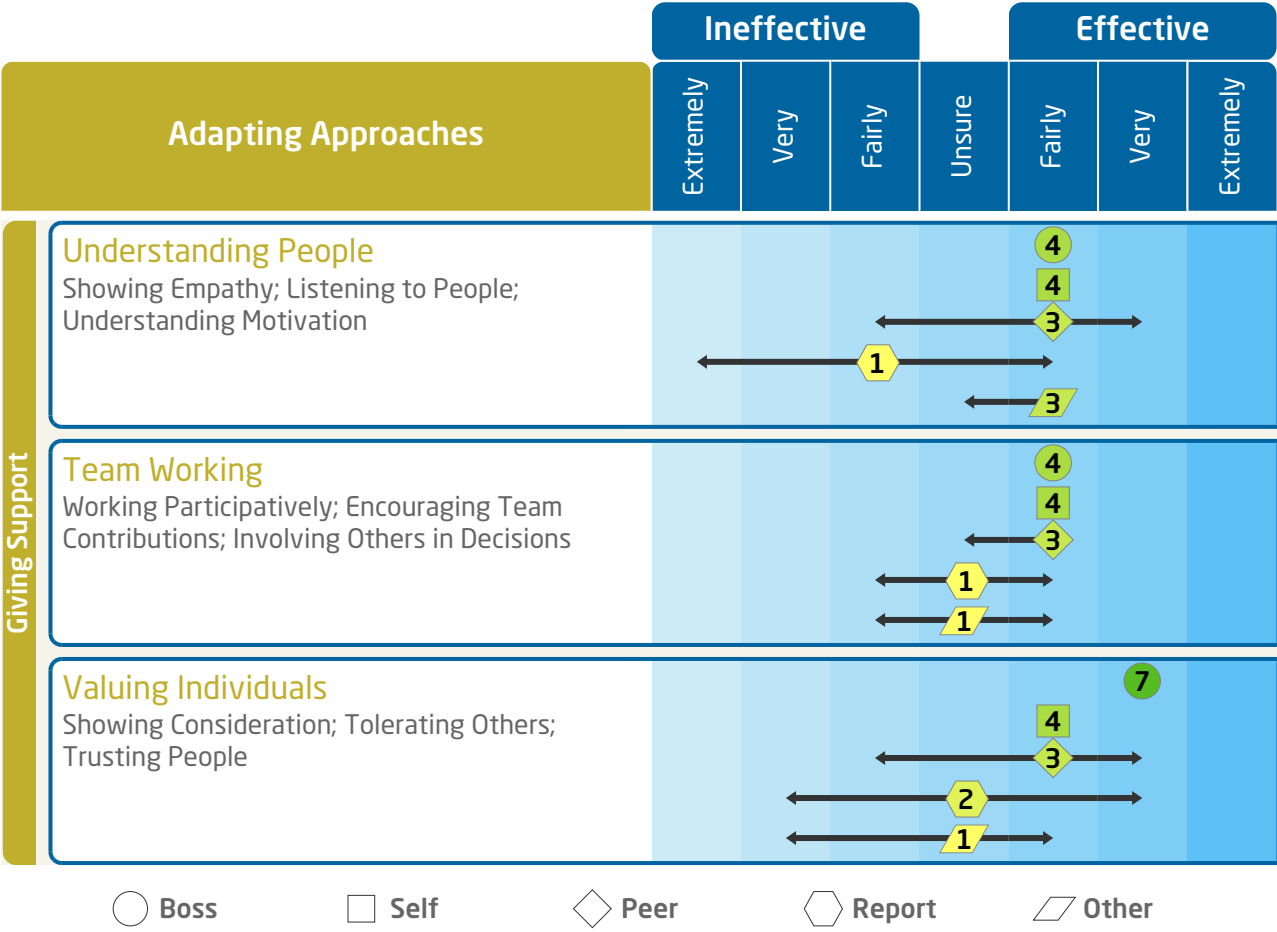 Ineffective
Effective
Adapting Approaches
Extremely
Very
Fairly
Unsure
Fairly
Very
Extremely
Giving Support
Understanding People
Showing Empathy; Listening to People;
Understanding Motivation
4
4
3
1
3
Team Working
Working Participatively; Encouraging Team
Contributions; Involving Others in Decisions
4
4
3
1
1
Valuing Individuals
Showing Consideration; Tolerating Others;
Trusting People
7
4
3
2
1
Boss
Self
Peer
Report
Other